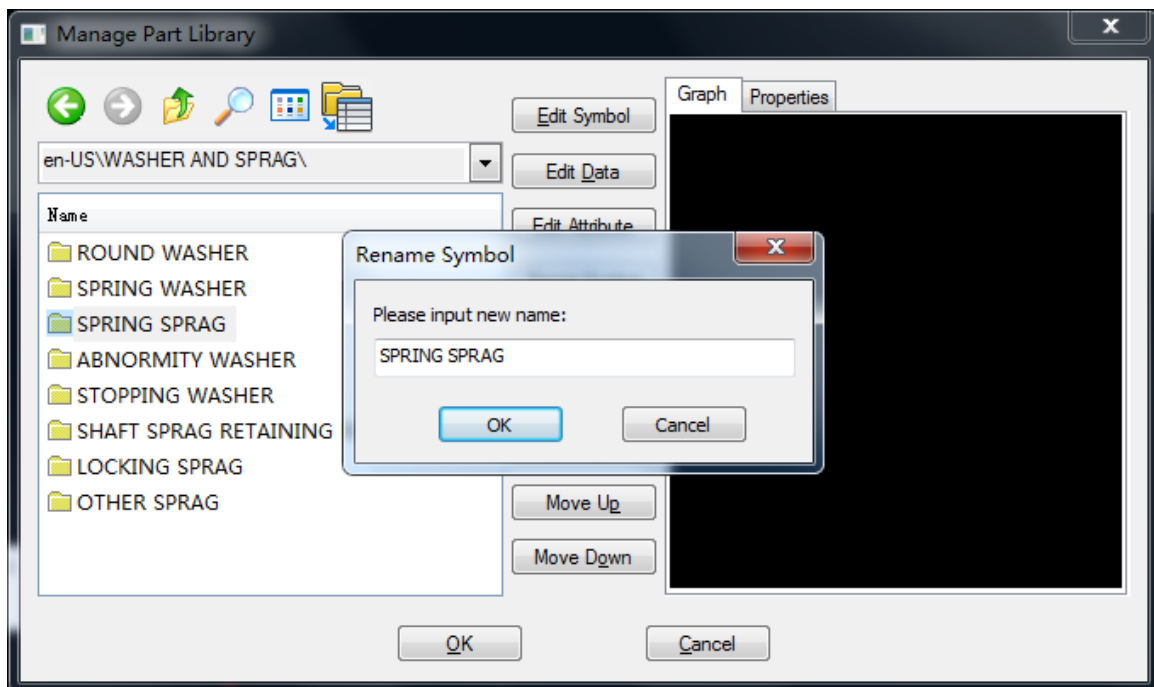 Manage Part Library
en-US\WASHER AND SPRAG\
Name
ROUND WASHER
SPRING WASHER
SPRING SPRAG
ABNORMITY WASHER
STOPPING WASHER
SHAFT SPRAG RETAINING
LOCKING SPRAG
OTHER SPRAG
Edit Symbol
Edit Data
Edit Attribute
Move Up
Move Down
Graph
Properties
Rename Symbol
Please input new name:
SPRING SPRAG
OK
Cancel
OK
Cancel